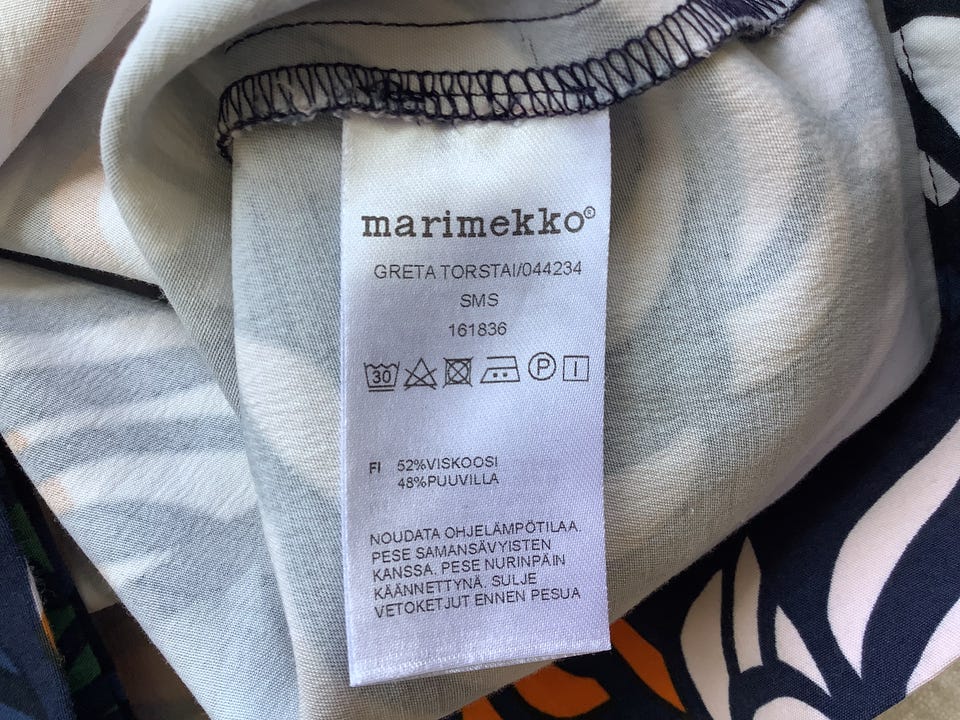 marimekko®
GRETA TORSTAI/044234
SMS
161836
30 P
FI 52%VISKOOSI
48%PUUVILLA
NOUDATA OHJELÄMPÖTILAA.
PESE SAMANSÄVYISTEN
KANSSA. PESE NURINPÄIN
KÄÄNNETTYNÄ. SULJE
VETOKETJUT ENNEN PESUA